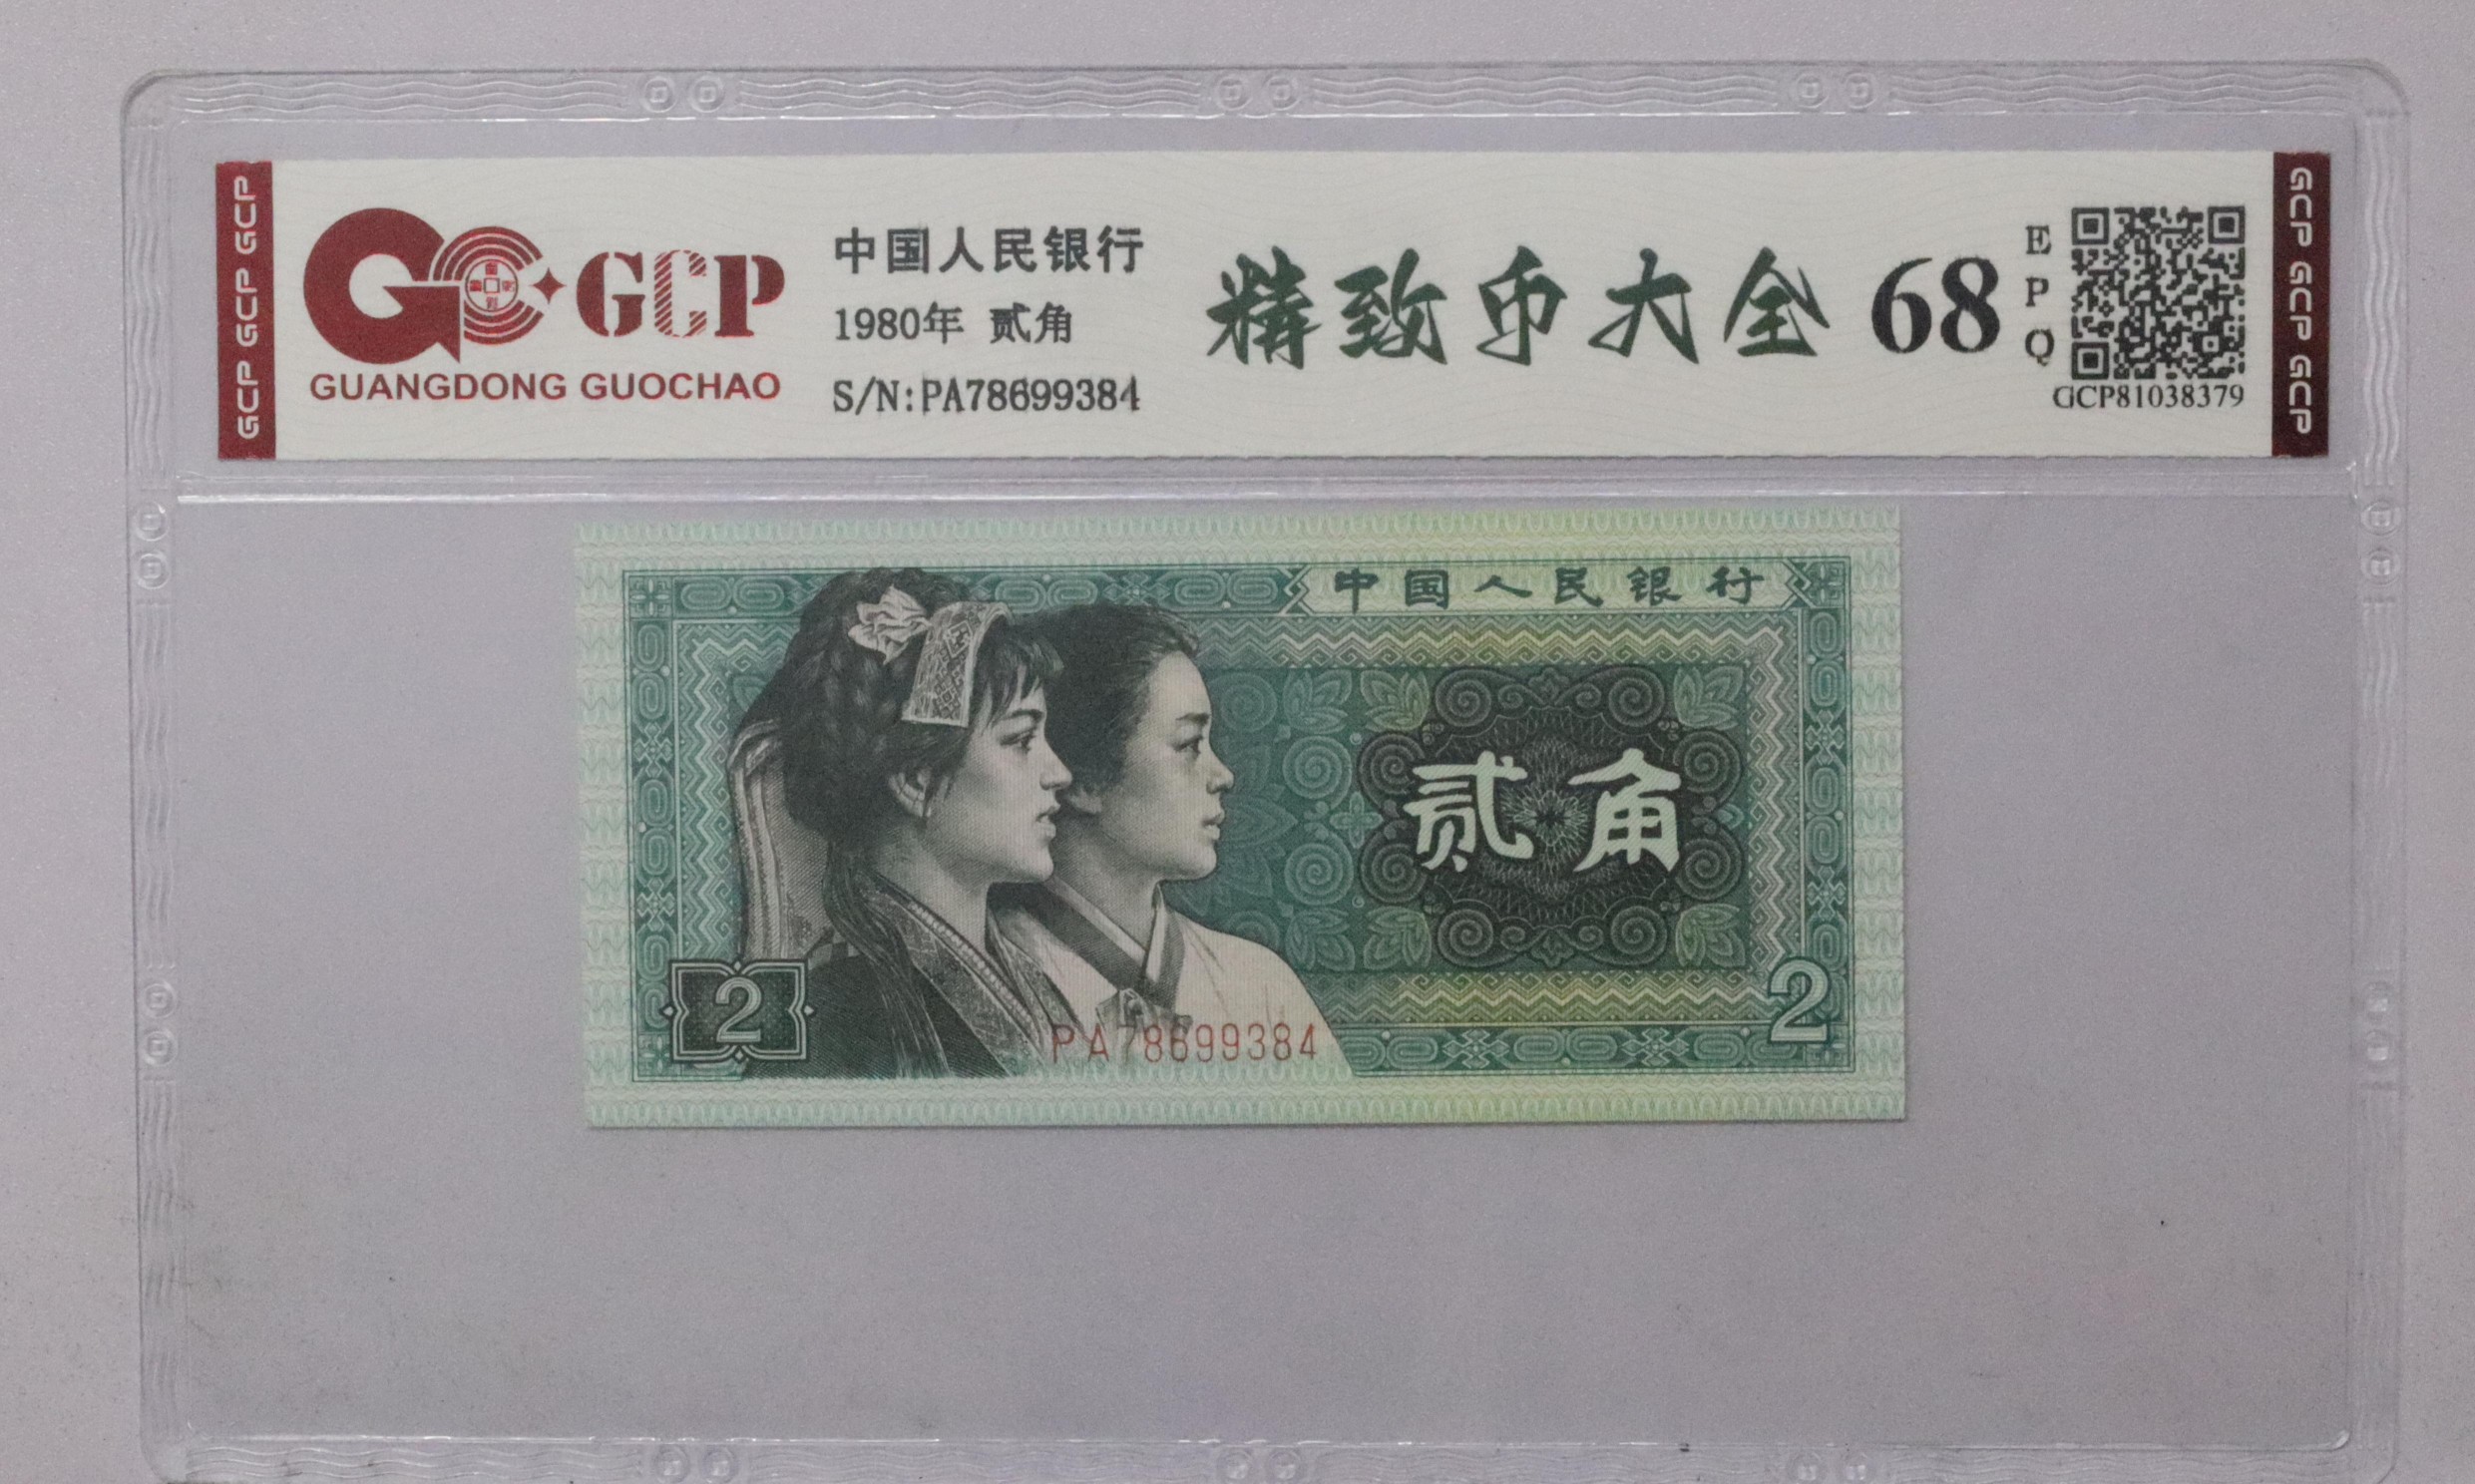 GCP GCP GCP
GCP
GUANGDONG GUOCHAO
中国人民银行
1980年 贰角
S/N:PA78699384
精致币大全 68
E
P
Q
GCP81038379
GCP GCP GCP
中国人民银行
贰角
2
2
PA78699384